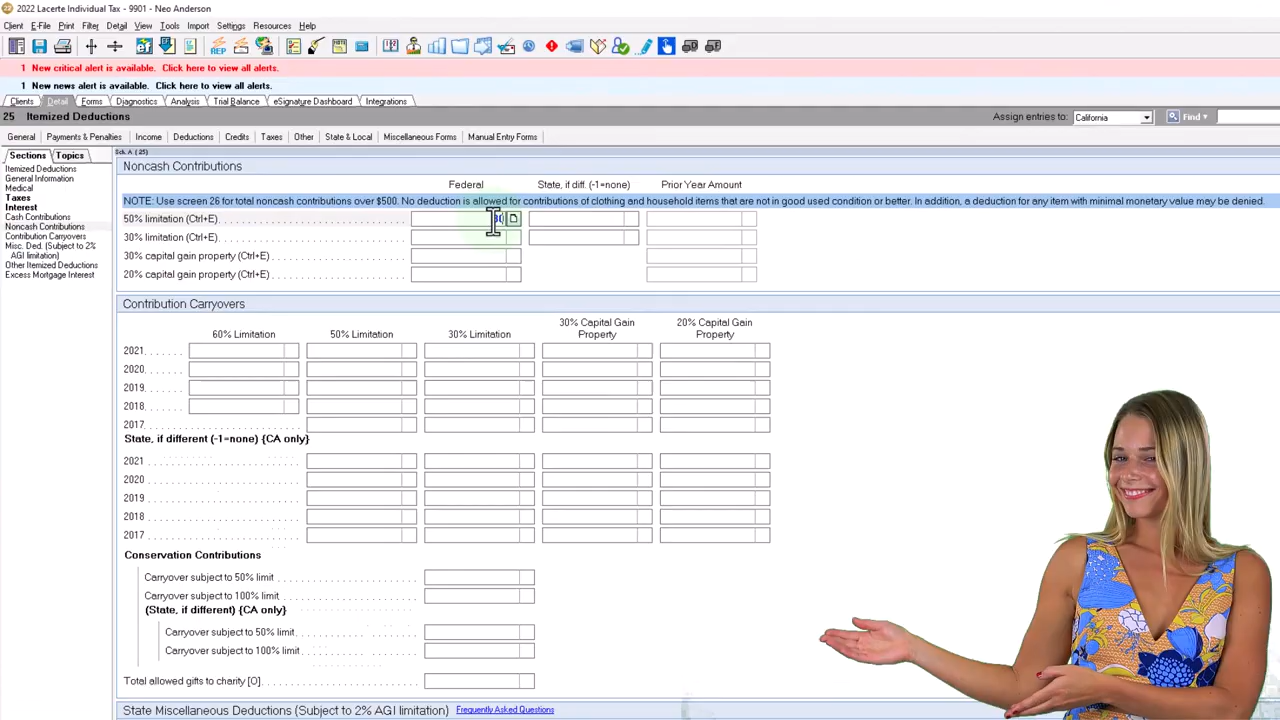 2022 Lacerte Individual Tax - 9901 - Neo Anderson
Client E-File Print Filter Detail View Tools Import Settings Resources Help
1 New critical alert is available. Click here to view all alerts.
1 New news alert is available. Click here to view all alerts.
Clients Detail Forms Diagnostics Analysis Trial Balance eSignature Dashboard Integrations
25 Itemized Deductions Assign entries to: California Find
General Payments & Penalties Income Deductions Credits Taxes Other State & Local Miscellaneous Forms Manual Entry Forms
Sections Topics
Itemized Deductions
General Information
Medical
Taxes
Interest
Cash Contributions
Noncash Contributions
Contribution Carryovers
Misc. Ded. (Subject to 2%
AGI limitation)
Other Itemized Deductions
Excess Mortgage Interest
Sch. A (25)
Noncash Contributions
Federal State, if diff. (-1=none) Prior Year Amount
NOTE: Use screen 26 for total noncash contributions over $500. No deduction is allowed for contributions of clothing and household items that are not in good used condition or better. In addition, a deduction for any item with minimal monetary value may be denied.
50% limitation (Ctrl+E)
30% limitation (Ctrl+E)
30% capital gain property (Ctrl+E)
20% capital gain property (Ctrl+E)
Contribution Carryovers
60% Limitation 50% Limitation 30% Limitation 30% Capital Gain Property 20% Capital Gain Property
2021
2020
2019
2018
2017
State, if different (-1=none) {CA only}
2021
2020
2019
2018
2017
Conservation Contributions
Carryover subject to 50% limit
Carryover subject to 100% limit
(State, if different) {CA only}
Carryover subject to 50% limit
Carryover subject to 100% limit
Total allowed gifts to charity [O]
State Miscellaneous Deductions (Subject to 2% AGI limitation) Frequently Asked Questions